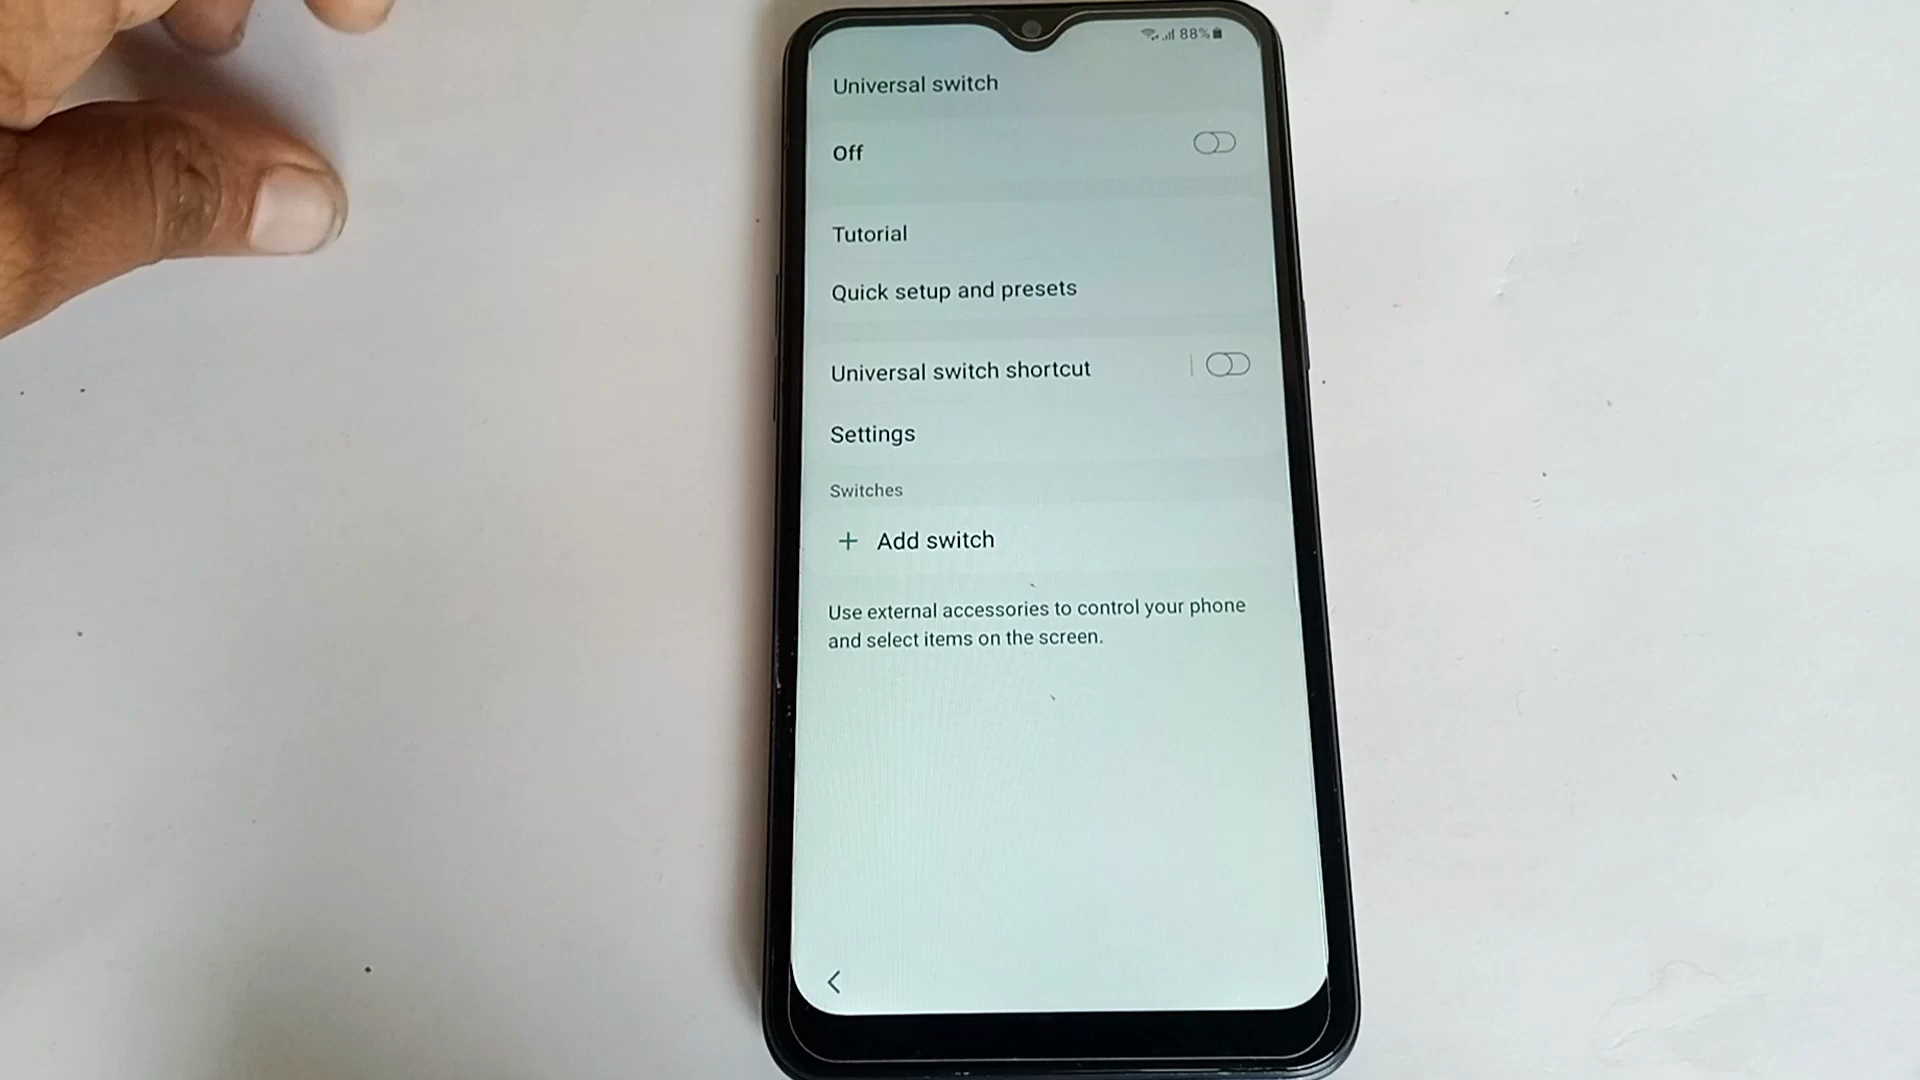 88%
Universal switch
Off
Tutorial
Quick setup and presets
Universal switch shortcut
Settings
Switches
+ Add switch
Use external accessories to control your phone
and select items on the screen.